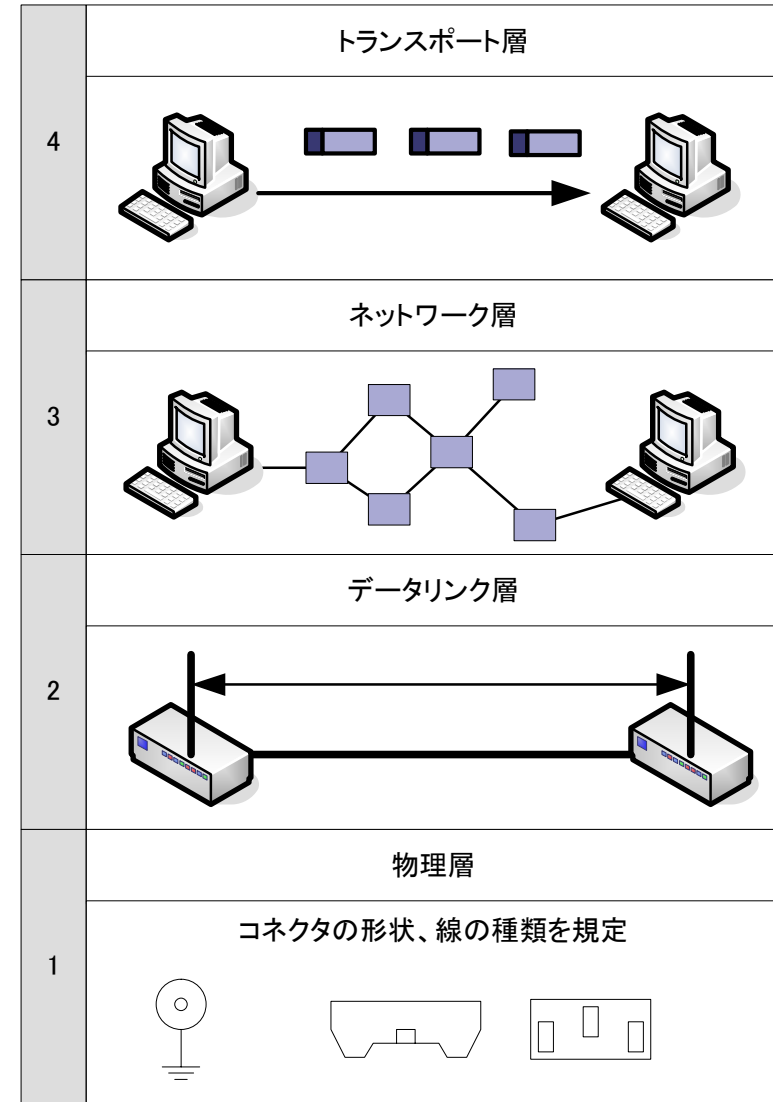 トランスポート層
4
ネットワーク層
3
データリンク層
2
物理層
コネクタの形状、線の種類を規定
1